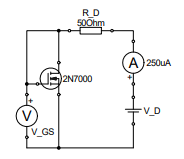 R_D
50Ohm
A
250uA
2N7000
+
V
V_GS
+
V_D